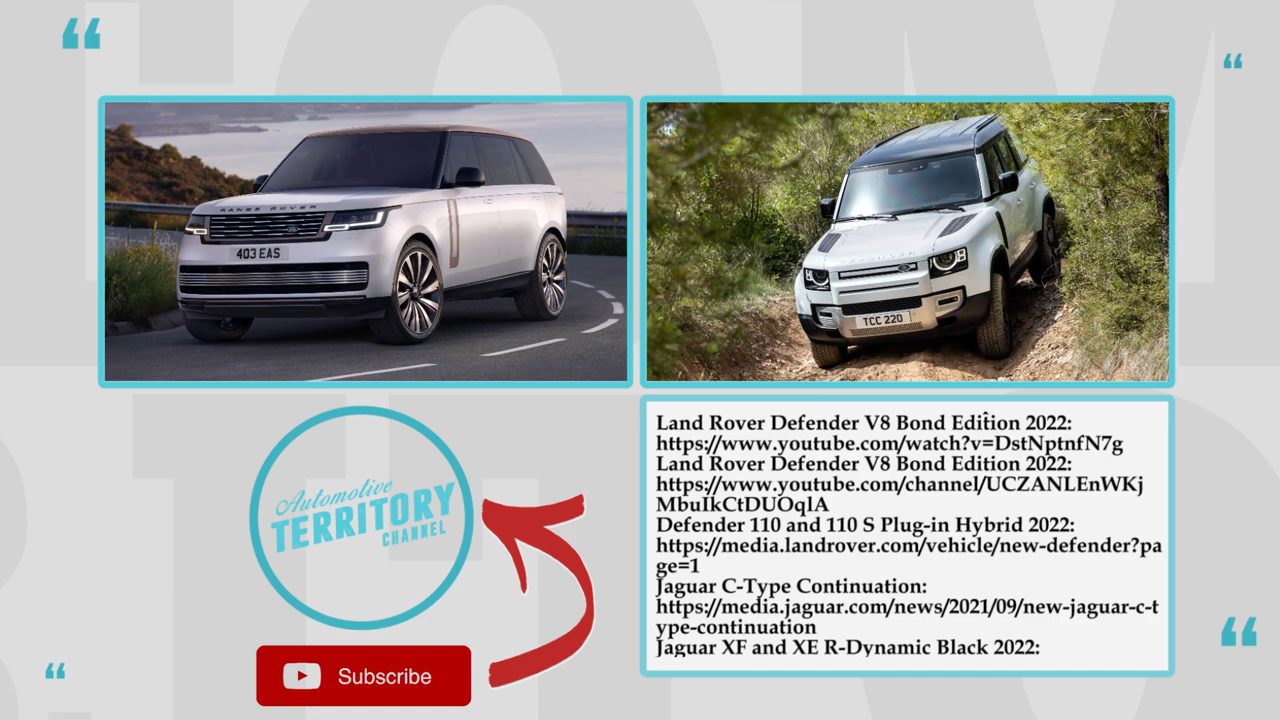 RANGE ROVER
403 EAS
TCC 220
Automotive
TERRITORY
CHANNEL
Subscribe
Land Rover Defender V8 Bond Edition 2022:
https://www.youtube.com/watch?v=DstNptnfN7g
Land Rover Defender V8 Bond Edition 2022:
https://www.youtube.com/channel/UCZANLEnWKj
MbuIkCtDUOqlA
Defender 110 and 110 S Plug-in Hybrid 2022:
https://media.landrover.com/vehicle/new-defender?pa
ge=1
Jaguar C-Type Continuation:
https://media.jaguar.com/news/2021/09/new-jaguar-c-t
ype-continuation
Jaguar XF and XE R-Dynamic Black 2022: